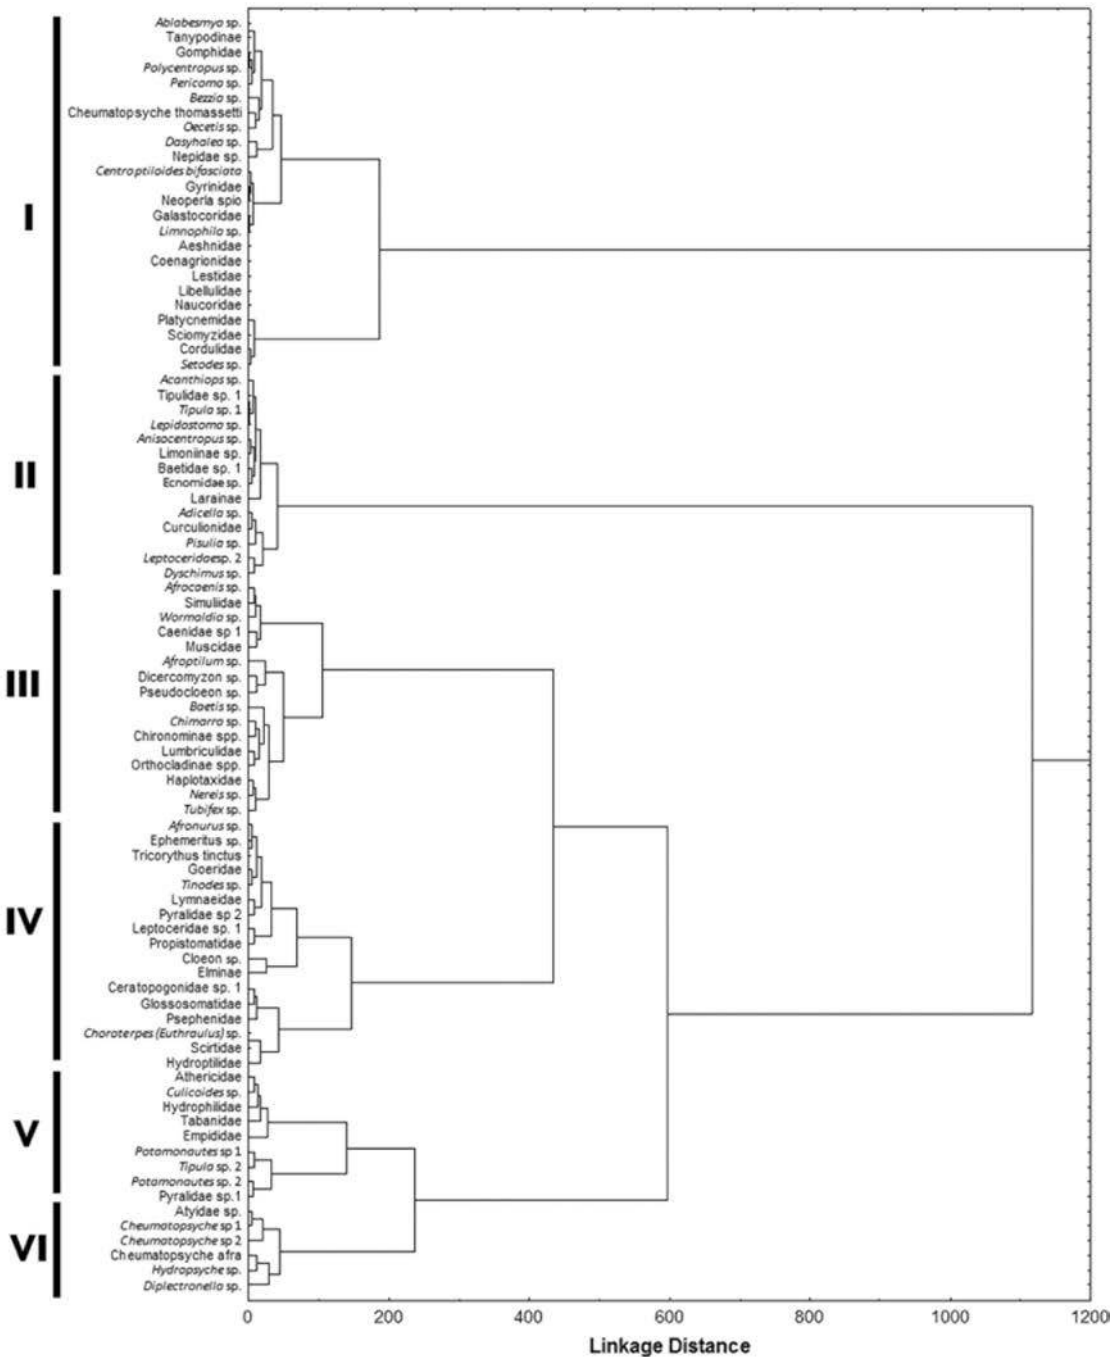 Ablabesmya sp.
Tanypodinae
Gomphidae
Polycentropus sp.
Pericoma sp.
Bezzia sp.
Cheumatopsyche thomassetti
Oecetis sp.
Dasyhalea sp.
Nepidae sp.
Centroptiloides bifasciata
Gyrinidae
Neoperla spio
Galastocoridae
Limnophila sp.
Aeshnidae
Coenagrionidae
Lestidae
Libellulidae
Naucoridae
Platycnemidae
Sciomyzidae
Cordulidae
Setodes sp.
I
Acanthiops sp.
Tipulidae sp. 1
Tipula sp. 1
Lepidostoma sp.
Anisocentropus sp.
Limoniinae sp.
Baetidae sp. 1
Ecnomidae sp.
Larainae
Adicella sp.
Curculionidae
Pisulia sp.
Leptoceridaesp. 2
Dyschimus sp.
II
Afrocaenis sp.
Simuliidae
Wormaldia sp.
Caenidae sp 1
Muscidae
Afroptilum sp.
Dicercomyzon sp.
Pseudocloeon sp.
Baetis sp.
Chimarra sp.
Chironominae spp.
Lumbriculidae
Orthocladinae spp.
Haplotaxidae
Nereis sp.
Tubifex sp.
III
Afronurus sp.
Ephemeritus sp.
Tricorythus tinctus
Goeridae
Tinodes sp.
Lymnaeidae
Pyralidae sp 2
Leptoceridae sp. 1
Propistomatidae
Cloeon sp.
Elminae
Ceratopogonidae sp. 1
Glossosomatidae
Psephenidae
Choroterpes (Euthraulus) sp.
Scirtidae
Hydroptilidae
IV
Athericidae
Culicoides sp.
Hydrophilidae
Tabanidae
Empididae
Potamonautes sp 1
Tipula sp. 2
Potamonautes sp. 2
Pyralidae sp.1
V
Atyidae sp.
Cheumatopsyche sp 1
Cheumatopsyche sp 2
Cheumatopsyche afra
Hydropsyche sp.
Diplectronella sp.
VI
0 200 400 600 800 1000 1200
Linkage Distance